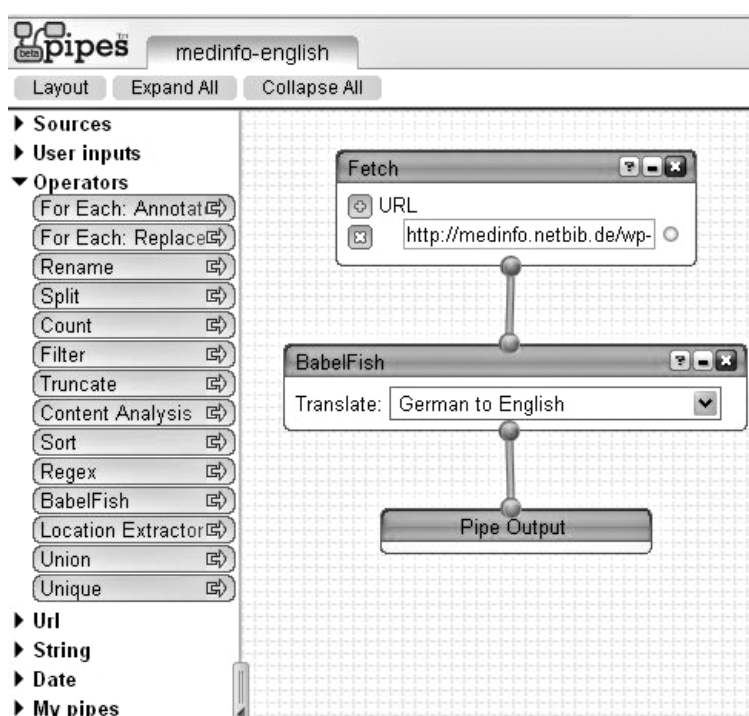 beta pipes™ medinfo-english
Layout Expand All Collapse All
Sources
User inputs
Operators
For Each: Annotat
For Each: Replace
Rename
Split
Count
Filter
Truncate
Content Analysis
Sort
Regex
BabelFish
Location Extractor
Union
Unique
Url
String
Date
My pipes
Fetch
URL
http://medinfo.netbib.de/wp-
BabelFish
Translate: German to English
Pipe Output